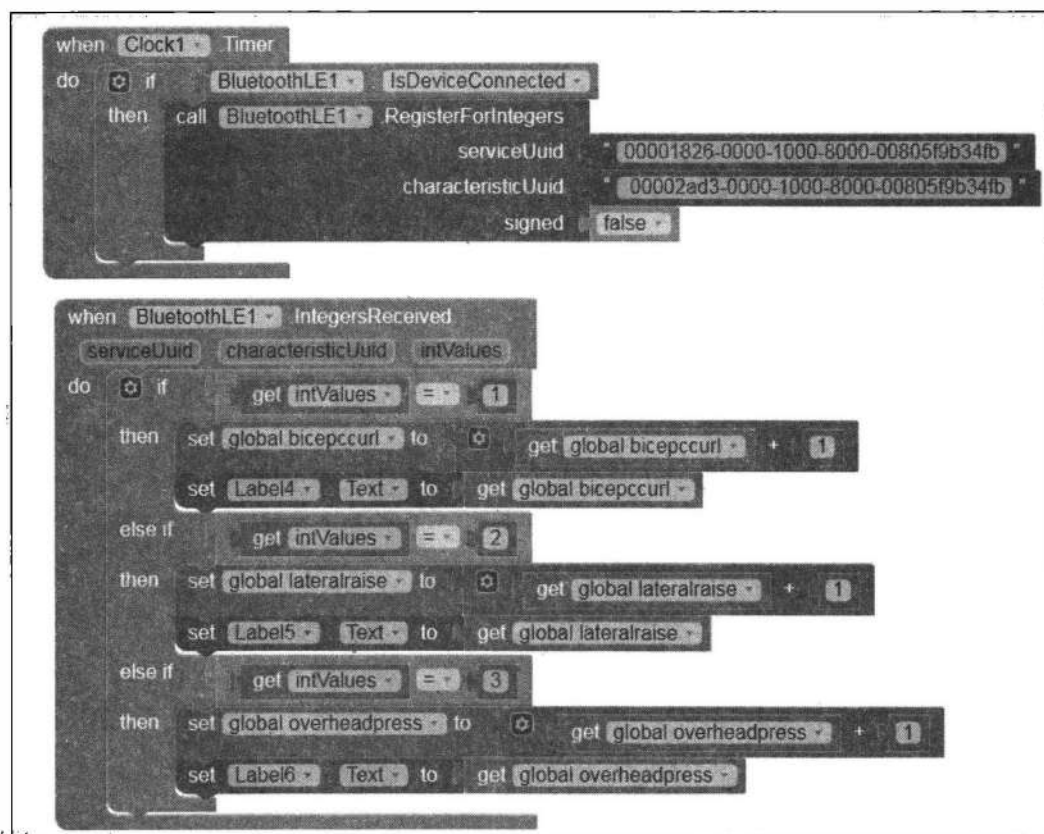 when Clock1 .Timer
do if BluetoothLE1 . IsDeviceConnected
then call BluetoothLE1 .RegisterForIntegers
serviceUuid " 00001826-0000-1000-8000-00805f9b34fb "
characteristicUuid " 00002ad3-0000-1000-8000-00805f9b34fb "
signed false
when BluetoothLE1 .IntegersReceived
serviceUuid characteristicUuid intValues
do if get intValues = 1
then set global bicepccurl to get global bicepccurl + 1
set Label4 . Text to get global bicepccurl
else if get intValues = 2
then set global lateralraise to get global lateralraise + 1
set Label5 . Text to get global lateralraise
else if get intValues = 3
then set global overheadpress to get global overheadpress + 1
set Label6 . Text to get global overheadpress